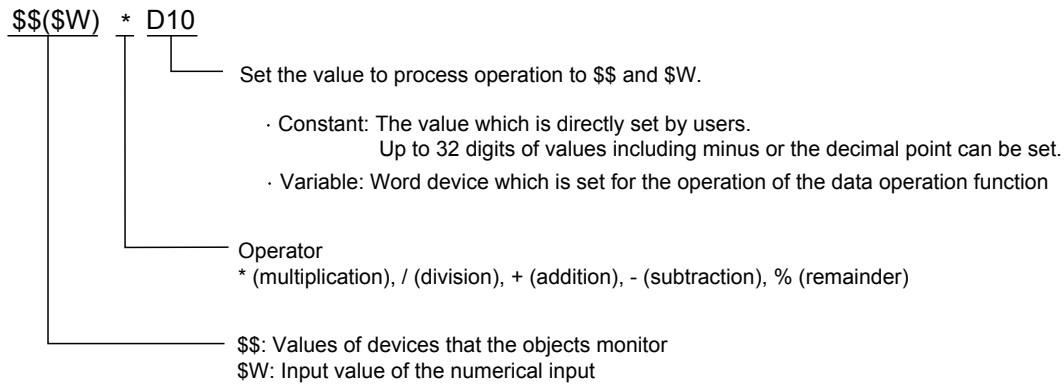 $$($W) * D10
Set the value to process operation to $$ and $W.
· Constant: The value which is directly set by users.
Up to 32 digits of values including minus or the decimal point can be set.
· Variable: Word device which is set for the operation of the data operation function
Operator
* (multiplication), / (division), + (addition), - (subtraction), % (remainder)
$$: Values of devices that the objects monitor
$W: Input value of the numerical input